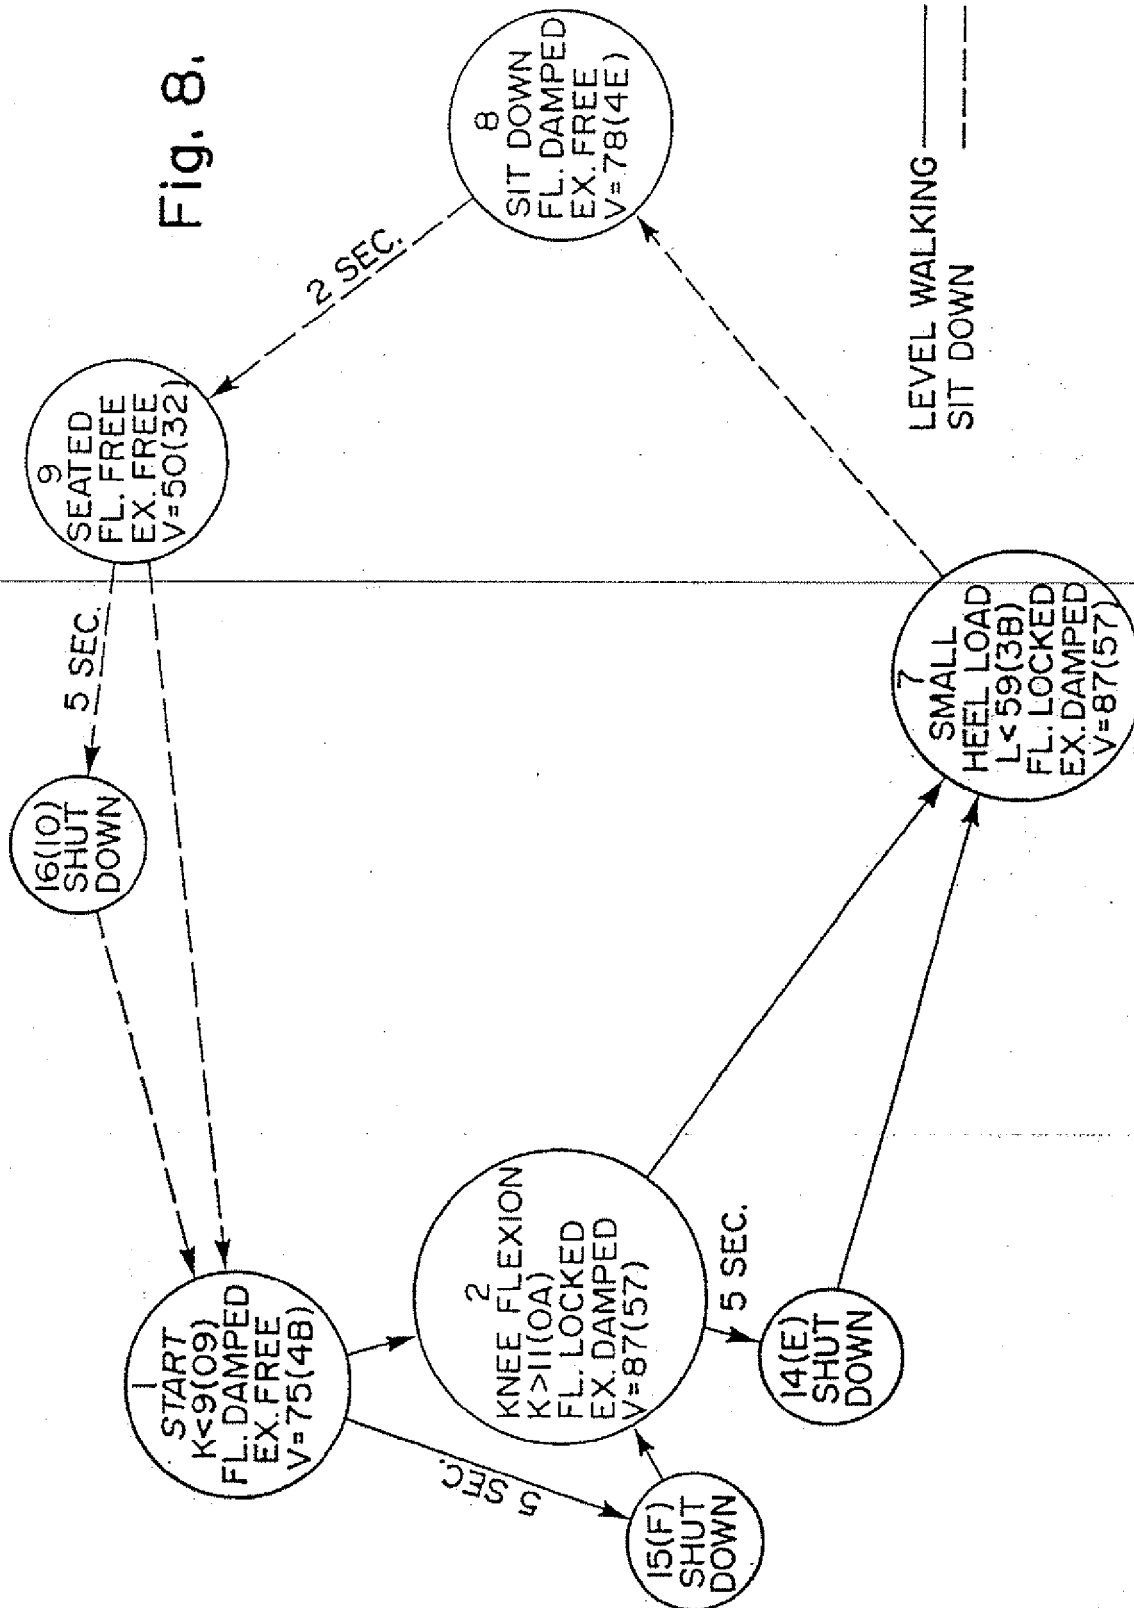 Fig. 8.
1
START
K<9(09)
FL. DAMPED
EX. FREE
V=75(4B)
16(10)
SHUT
DOWN
5 SEC.
9
SEATED
FL. FREE
EX. FREE
V=50(32)
2 SEC.
8
SIT DOWN
FL. DAMPED
EX. FREE
V=78(4E)
5 SEC.
15(F)
SHUT
DOWN
2
KNEE FLEXION
K>11(0A)
FL. LOCKED
EX. DAMPED
V=87(57)
5 SEC.
14(E)
SHUT
DOWN
7
SMALL
HEEL LOAD
L<59(3B)
FL. LOCKED
EX. DAMPED
V=87(57)
LEVEL WALKING
SIT DOWN